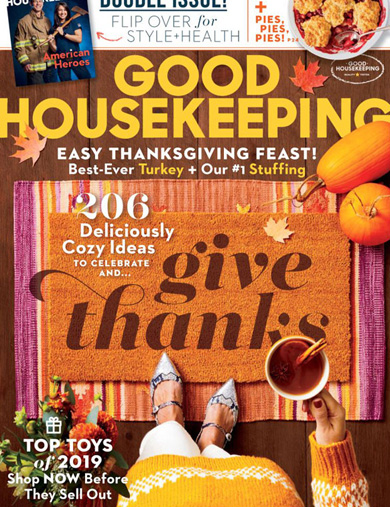 DOUBLE ISSUE!
FLIP OVER for
STYLE+HEALTH
+
PIES,
PIES,
PIES!
American
Heroes
GOOD
HOUSEKEEPING
GOOD
HOUSEKEEPING
EASY THANKSGIVING FEAST!
Best-Ever Turkey + Our #1 Stuffing
206
Deliciously
Cozy Ideas
TO CELEBRATE
AND...
give
thanks
TOP TOYS
of 2019
Shop NOW Before
They Sell Out